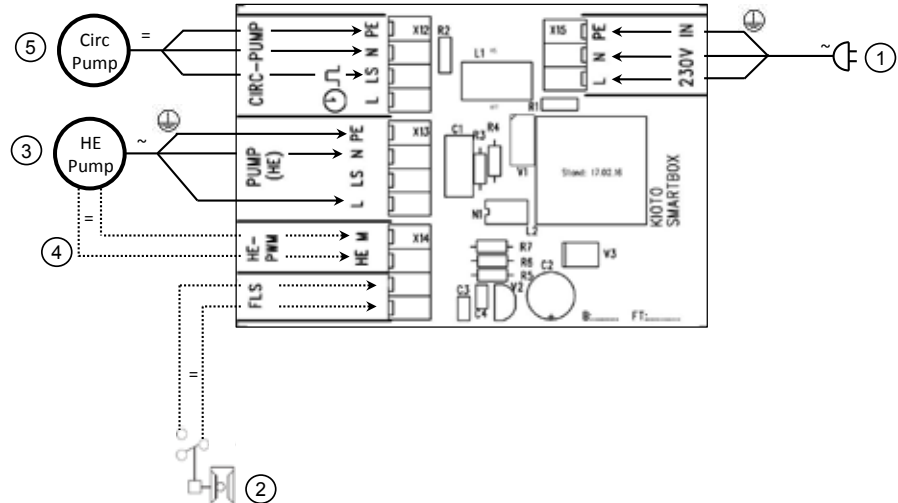 5
Circ
Pump
=
CIRC-PUMP
PE
N
LS
L
X12
R2
L1
X15
PE
N
L
230V IN
~
1
R1
3
HE
Pump
~
PUMP
(HE)
PE
N
LS
L
X13
C1
R3
R4
V1
Stand: 17.02.16
KIOTO
SMARTBOX
N1
L2
4
=
HE-
PWM
M
HE
X14
R7
R6
R5
V3
C2
FLS
C3
C4
V2
B:
FT:
=
2